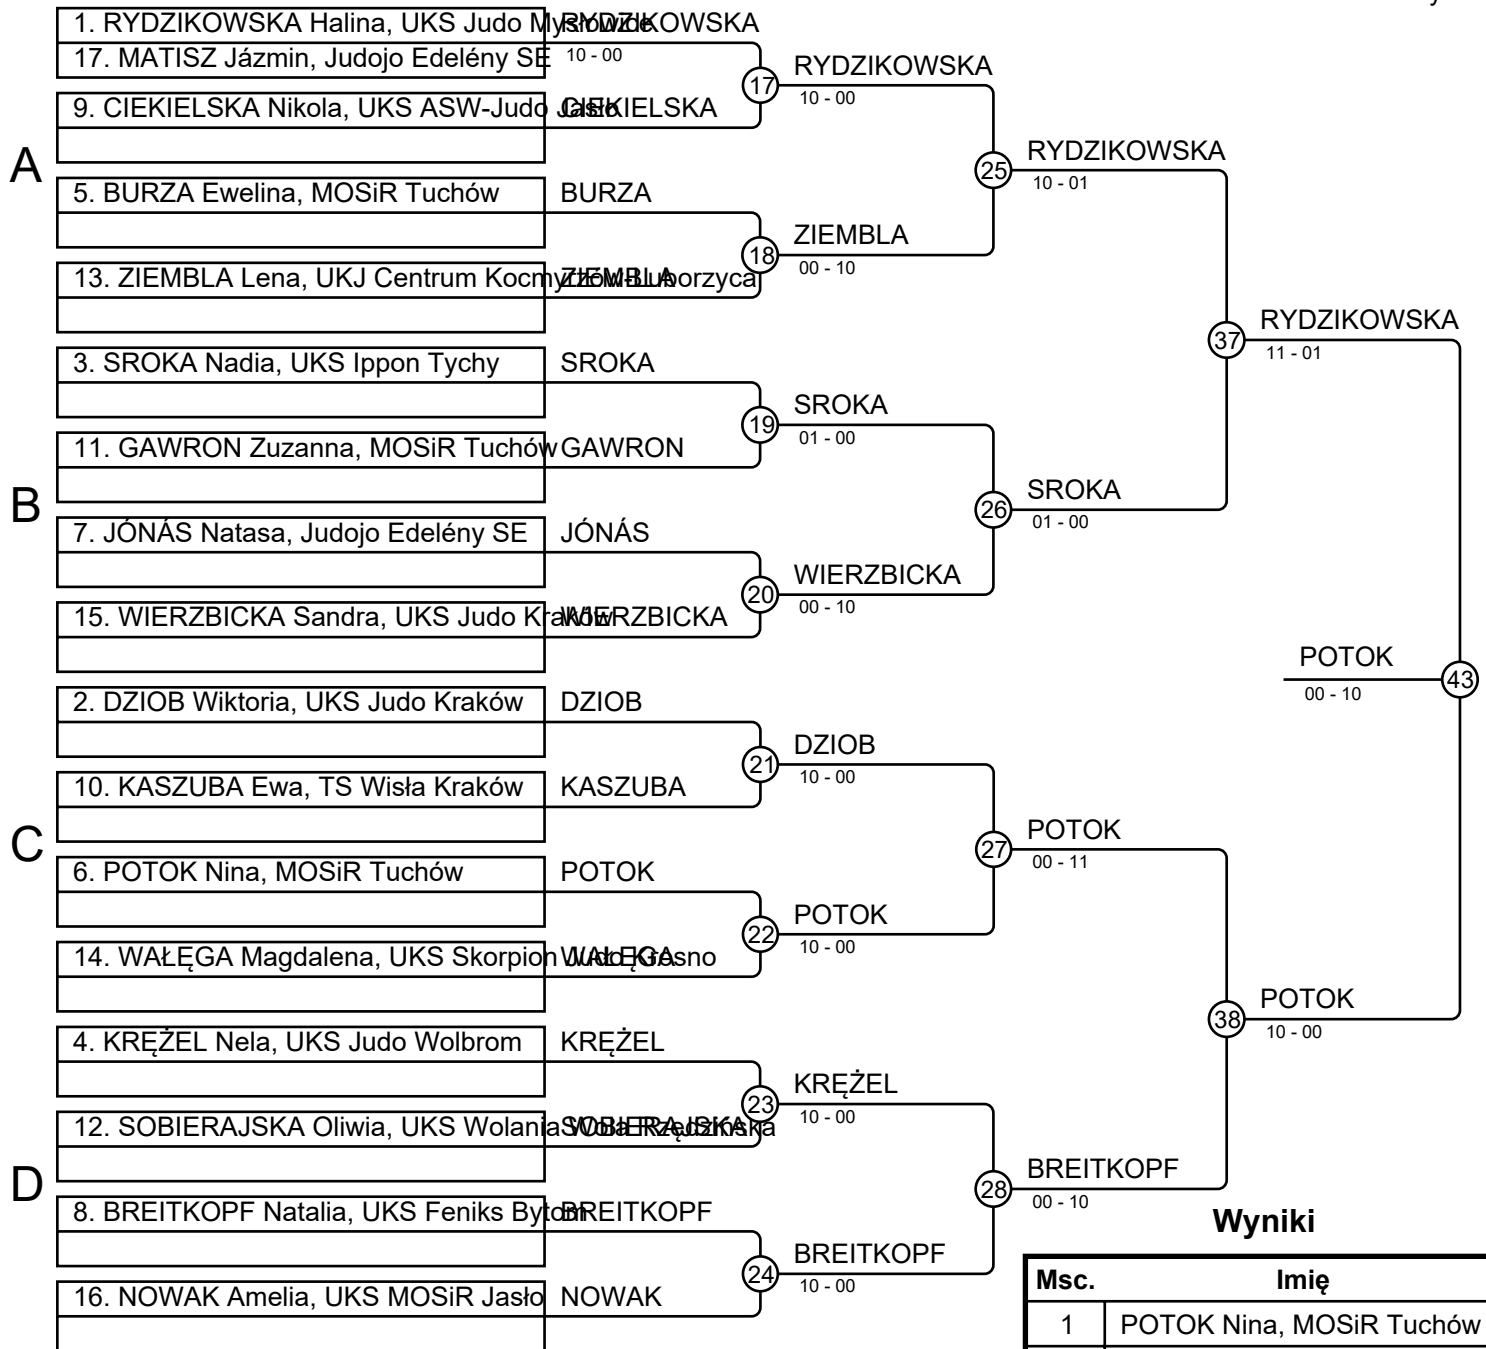 1. RYDZIKOWSKA Halina, UKS Judo Mysłowice
RYDZIKOWSKA
17. MATISZ Jázmin, Judojo Edelény SE
10 - 00
9. CIEKIELSKA Nikola, UKS ASW-Judo Jasło
CIEKIELSKA
17
RYDZIKOWSKA
10 - 00
A
5. BURZA Ewelina, MOSiR Tuchów
BURZA
13. ZIEMBLA Lena, UKJ Centrum Kocmyrzów-Luborzyca
ZIEMBLA
18
ZIEMBLA
00 - 10
25
RYDZIKOWSKA
10 - 01
3. SROKA Nadia, UKS Ippon Tychy
SROKA
11. GAWRON Zuzanna, MOSiR Tuchów
GAWRON
19
SROKA
01 - 00
B
7. JÓNÁS Natasa, Judojo Edelény SE
JÓNÁS
15. WIERZBICKA Sandra, UKS Judo Kraków
WIERZBICKA
20
WIERZBICKA
00 - 10
26
SROKA
01 - 00
37
RYDZIKOWSKA
11 - 01
2. DZIOB Wiktoria, UKS Judo Kraków
DZIOB
10. KASZUBA Ewa, TS Wisła Kraków
KASZUBA
21
DZIOB
10 - 00
C
6. POTOK Nina, MOSiR Tuchów
POTOK
14. WAŁĘGA Magdalena, UKS Skorpion Judo Krosno
WAŁĘGA
22
POTOK
10 - 00
27
POTOK
00 - 11
4. KRĘŻEL Nela, UKS Judo Wolbrom
KRĘŻEL
12. SOBIERAJSKA Oliwia, UKS Wolania Wola Rzędzińska
SOBIERAJSKA
23
KRĘŻEL
10 - 00
D
8. BREITKOPF Natalia, UKS Feniks Bytom
BREITKOPF
16. NOWAK Amelia, UKS MOSiR Jasło
NOWAK
24
BREITKOPF
10 - 00
28
BREITKOPF
00 - 10
38
POTOK
10 - 00
POTOK
43
00 - 10
Wyniki
Msc. Imię
1 POTOK Nina, MOSiR Tuchów